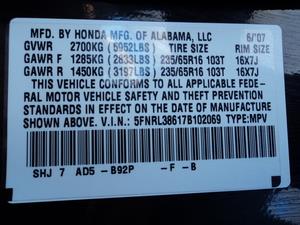 MFD. BY HONDA MFG. OF ALABAMA, LLC 6/'07
GVWR 2700KG (5952LBS) TIRE SIZE RIM SIZE
GAWR F 1285KG (2833LBS) 235/65R16 103T 16X7J
GAWR R 1450KG (3197LBS) 235/65R16 103T 16X7J
THIS VEHICLE CONFORMS TO ALL APPLICABLE FEDE-
RAL MOTOR VEHICLE SAFETY AND THEFT PREVENTION
STANDARDS IN EFFECT ON THE DATE OF MANUFACTURE
SHOWN ABOVE. V.I.N.: 5FNRL38617B102069 TYPE:MPV
SHJ 7 AD5 -B92P -F -B